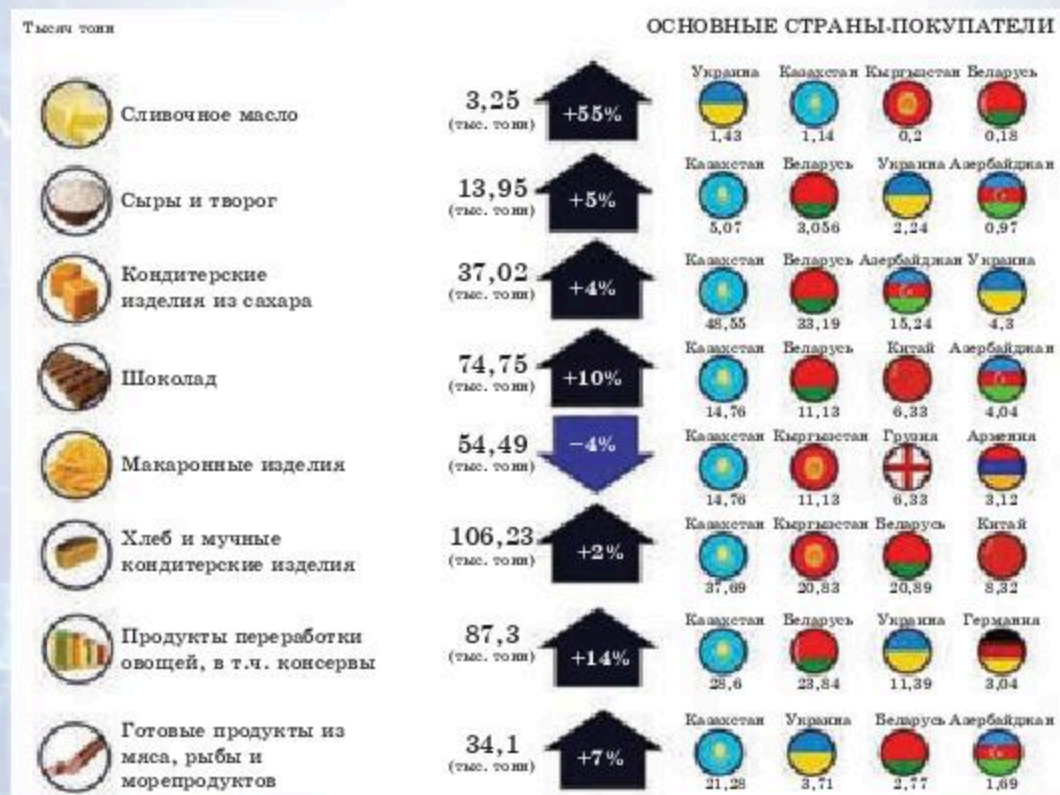 Тысяч тонн
ОСНОВНЫЕ СТРАНЫ-ПОКУПАТЕЛИ
Сливочное масло
3,25
(тыс. тонн)
+55%
Украина Казахстан Кыргызстан Беларусь
1,43 1,14 0,2 0,18
Сыры и творог
13,95
(тыс. тонн)
+5%
Казахстан Беларусь Украина Азербайджан
5,07 3,056 2,24 0,97
Кондитерские
изделия из сахара
37,02
(тыс. тонн)
+4%
Казахстан Беларусь Азербайджан Украина
48,55 33,19 15,24 4,3
Шоколад
74,75
(тыс. тонн)
+10%
Казахстан Беларусь Китай Азербайджан
14,76 11,13 6,33 4,04
Макаронные изделия
54,49
(тыс. тонн)
−4%
Казахстан Кыргызстан Грузия Армения
14,76 11,13 6,33 3,12
Хлеб и мучные
кондитерские изделия
106,23
(тыс. тонн)
+2%
Казахстан Кыргызстан Беларусь Китай
37,69 20,83 20,89 8,32
Продукты переработки
овощей, в т.ч. консервы
87,3
(тыс. тонн)
+14%
Казахстан Беларусь Украина Германия
28,6 23,84 11,39 3,04
Готовые продукты из
мяса, рыбы и
морепродуктов
34,1
(тыс. тонн)
+7%
Казахстан Украина Беларусь Азербайджан
21,28 3,71 2,77 1,69